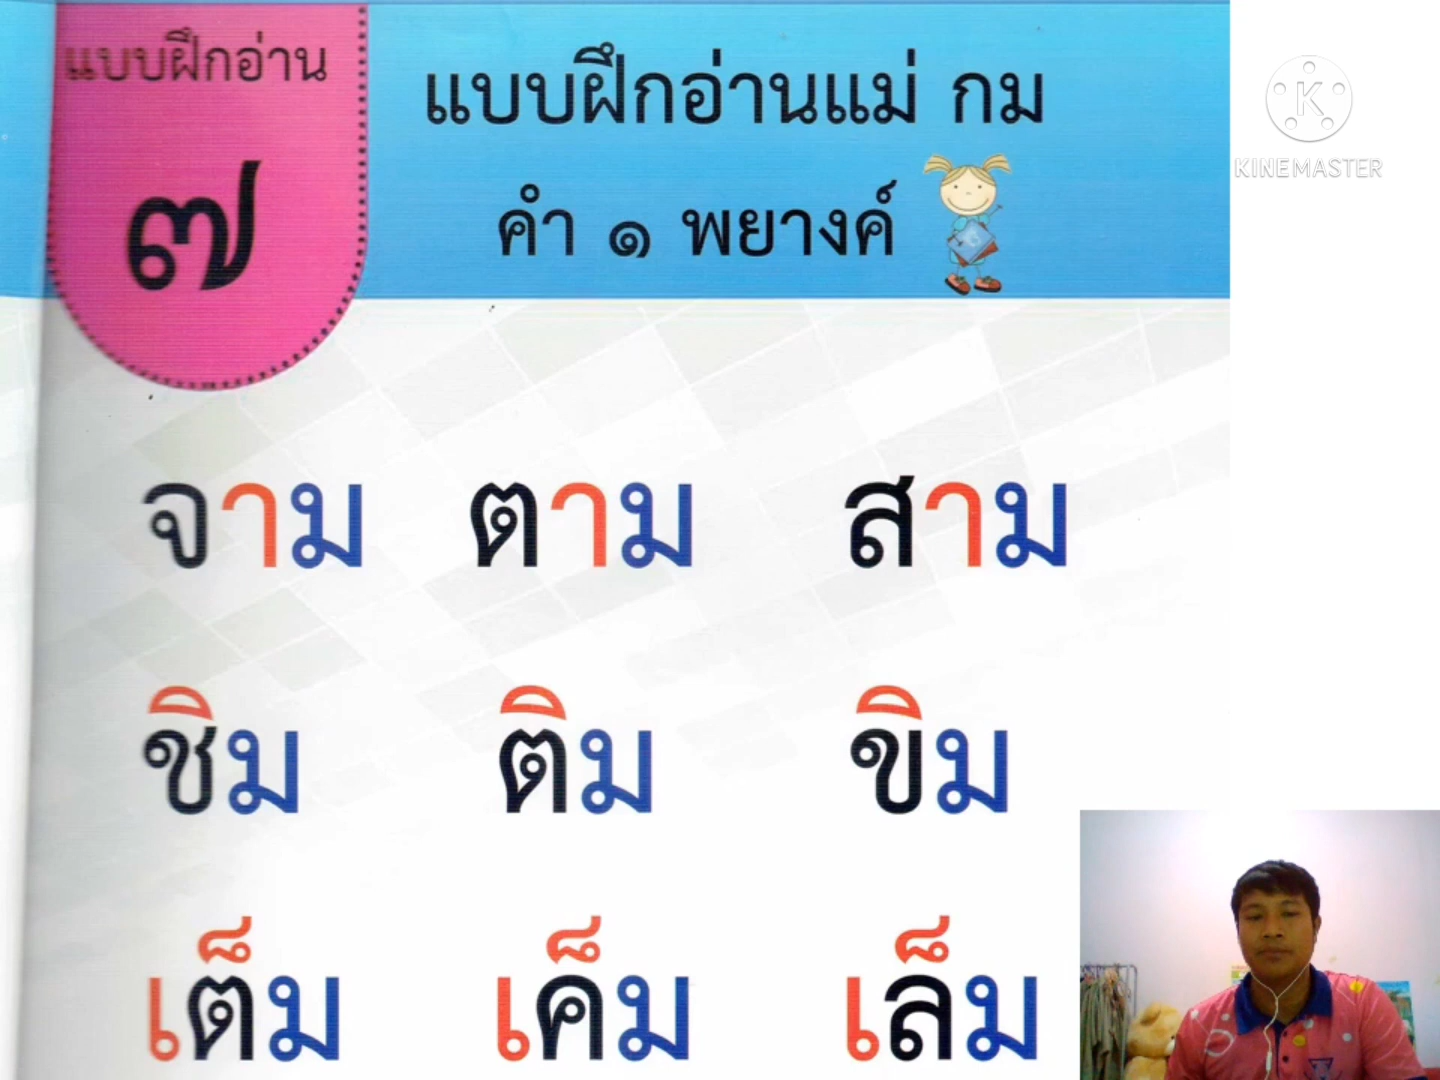 แบบฝึกอ่าน
๗
แบบฝึกอ่านแม่ กม
คำ ๑ พยางค์
K
KINEMASTER
จาม ตาม สาม
ชิม ติม ขิม
เต็ม เค็ม เล็ม